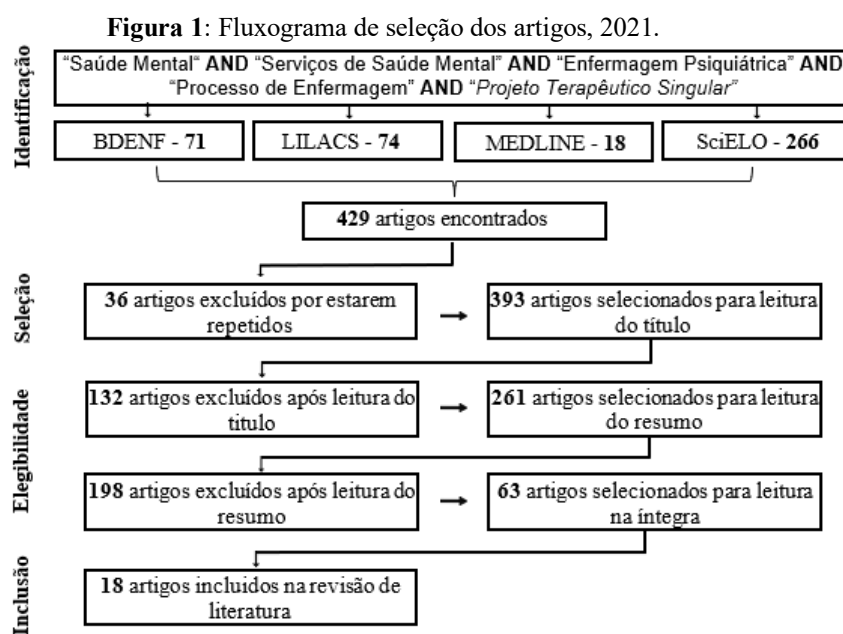 Figura 1: Fluxograma de seleção dos artigos, 2021.
Identificação
“Saúde Mental“ AND “Serviços de Saúde Mental” AND “Enfermagem Psiquiátrica” AND
“Processo de Enfermagem” AND “Projeto Terapêutico Singular”
BDENF - 71
LILACS - 74
MEDLINE - 18
SciELO - 266
429 artigos encontrados
Seleção
36 artigos excluídos por estarem
repetidos
393 artigos selecionados para leitura
do título
Elegibilidade
132 artigos excluídos após leitura do
titulo
261 artigos selecionados para leitura
do resumo
198 artigos excluídos após leitura do
resumo
63 artigos selecionados para leitura
na íntegra
Inclusão
18 artigos incluidos na revisão de
literatura